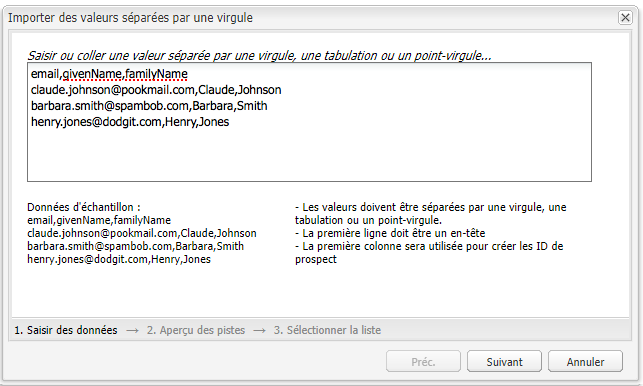 Importer des valeurs séparées par une virgule
Saisir ou coller une valeur séparée par une virgule, une tabulation ou un point-virgule...
email,givenName,familyName
claude.johnson@pookmail.com,Claude,Johnson
barbara.smith@spambob.com,Barbara,Smith
henry.jones@dodgit.com,Henry,Jones
Données d'échantillon :
email,givenName,familyName
claude.johnson@pookmail.com,Claude,Johnson
barbara.smith@spambob.com,Barbara,Smith
henry.jones@dodgit.com,Henry,Jones
- Les valeurs doivent être séparées par une virgule, une
tabulation ou un point-virgule.
- La première ligne doit être un en-tête
- La première colonne sera utilisée pour créer les ID de
prospect
1. Saisir des données → 2. Aperçu des pistes → 3. Sélectionner la liste
Préc. Suivant Annuler